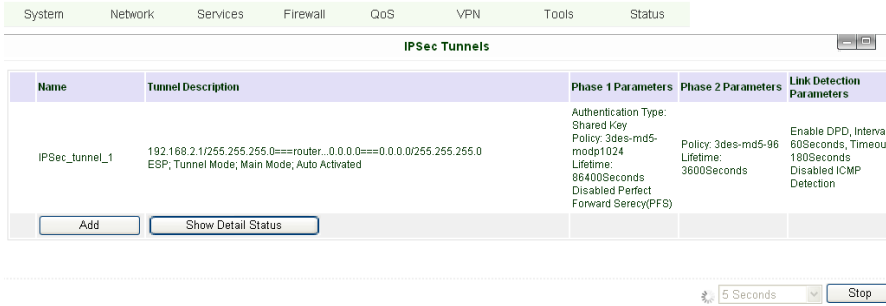 System Network Services Firewall QoS VPN Tools Status
IPSec Tunnels
Name Tunnel Description Phase 1 Parameters Phase 2 Parameters Link Detection Parameters
IPSec_tunnel_1
192.168.2.1/255.255.255.0===router...0.0.0.0===0.0.0.0/255.255.255.0
ESP; Tunnel Mode; Main Mode; Auto Activated
Authentication Type:
Shared Key
Policy: 3des-md5-
modp1024
Lifetime:
86400Seconds
Disabled Perfect
Forward Serecy(PFS)
Policy: 3des-md5-96
Lifetime:
3600Seconds
Enable DPD, Interva
60Seconds, Timeou
180Seconds
Disabled ICMP
Detection
Add Show Detail Status
5 Seconds Stop